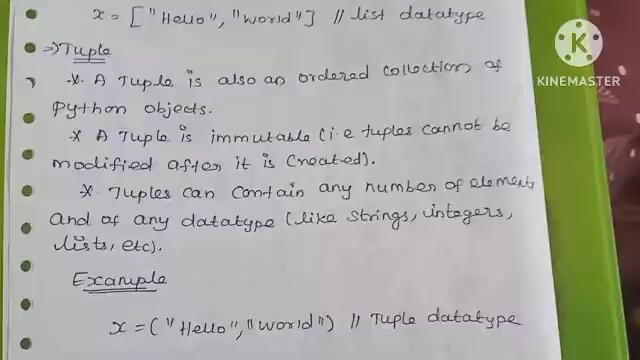 x = ["Hello", "World"] // list datatype
⇒ Tuple
* A Tuple is also an ordered collection of
Python objects.
* A Tuple is immutable (i.e tuples cannot be
modified after it is created).
* Tuples can contain any number of elements
and of any datatype (like strings, integers,
lists, etc).
Example
x = ("Hello", "World") // Tuple datatype
KINEMASTER